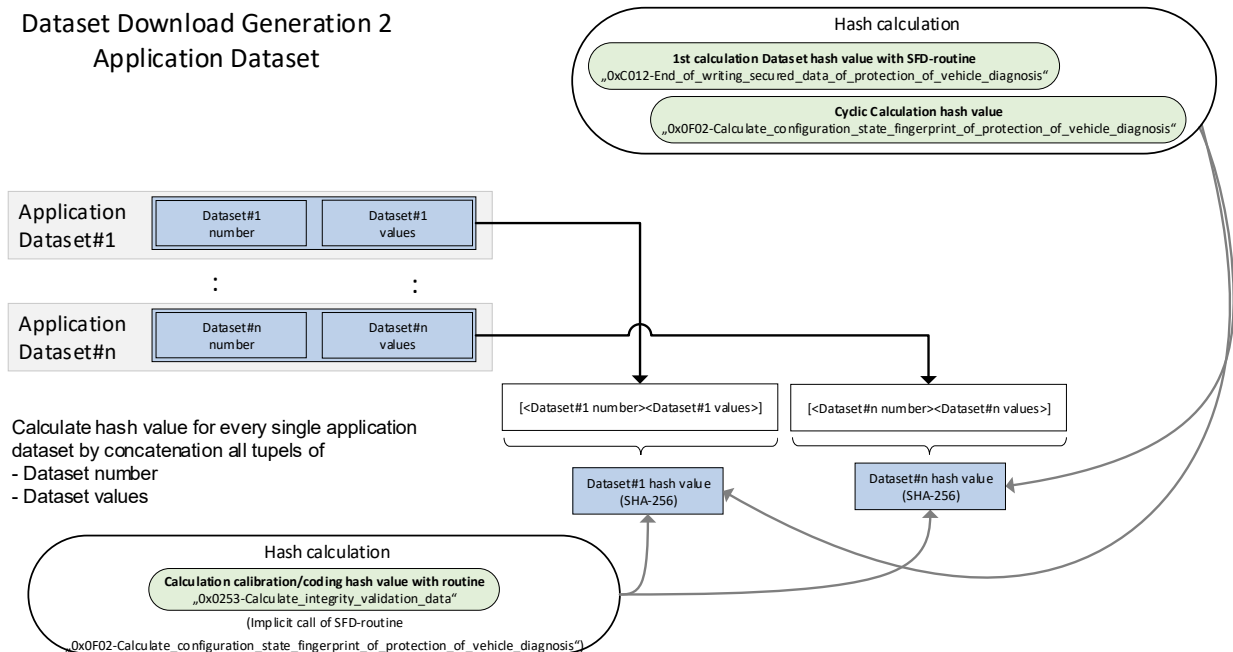 Dataset Download Generation 2
Application Dataset
Hash calculation
1st calculation Dataset hash value with SFD-routine
„0xC012-End_of_writing_secured_data_of_protection_of_vehicle_diagnosis“
Cyclic Calculation hash value
„0x0F02-Calculate_configuration_state_fingerprint_of_protection_of_vehicle_diagnosis“
Application
Dataset#1
Dataset#1
number
Dataset#1
values
:
:
Application
Dataset#n
Dataset#n
number
Dataset#n
values
[<Dataset#1 number><Dataset#1 values>]
[<Dataset#n number><Dataset#n values>]
Calculate hash value for every single application
dataset by concatenation all tupels of
- Dataset number
- Dataset values
Dataset#1 hash value
(SHA-256)
Dataset#n hash value
(SHA-256)
Hash calculation
Calculation calibration/coding hash value with routine
„0x0253-Calculate_integrity_validation_data“
(Implicit call of SFD-routine
„0x0F02-Calculate_configuration_state_fingerprint_of_protection_of_vehicle_diagnosis“)